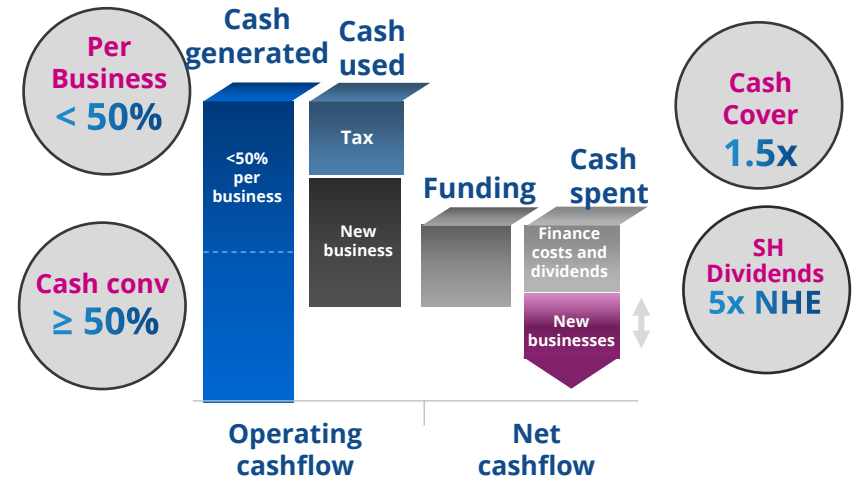 Per
Business
< 50%
Cash conv
≥ 50%
Cash
generated
Cash
used
<50%
per
business
Tax
New
business
Funding
Cash
spent
Finance
costs and
dividends
New
businesses
Operating
cashflow
Net
cashflow
Cash
Cover
1.5x
SH
Dividends
5x NHE